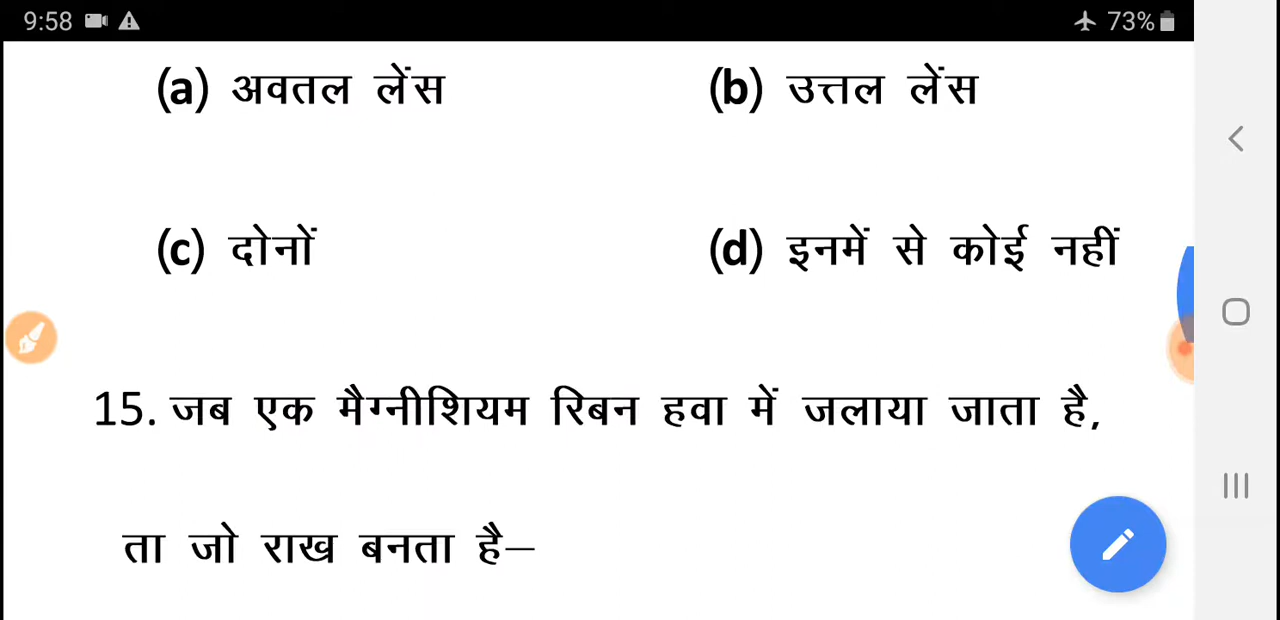 9:58 73%
(a) अवतल लेंस (b) उत्तल लेंस
(c) दोनों (d) इनमें से कोई नहीं
15. जब एक मैग्नीशियम रिबन हवा में जलाया जाता है,
ता जो राख बनता है–